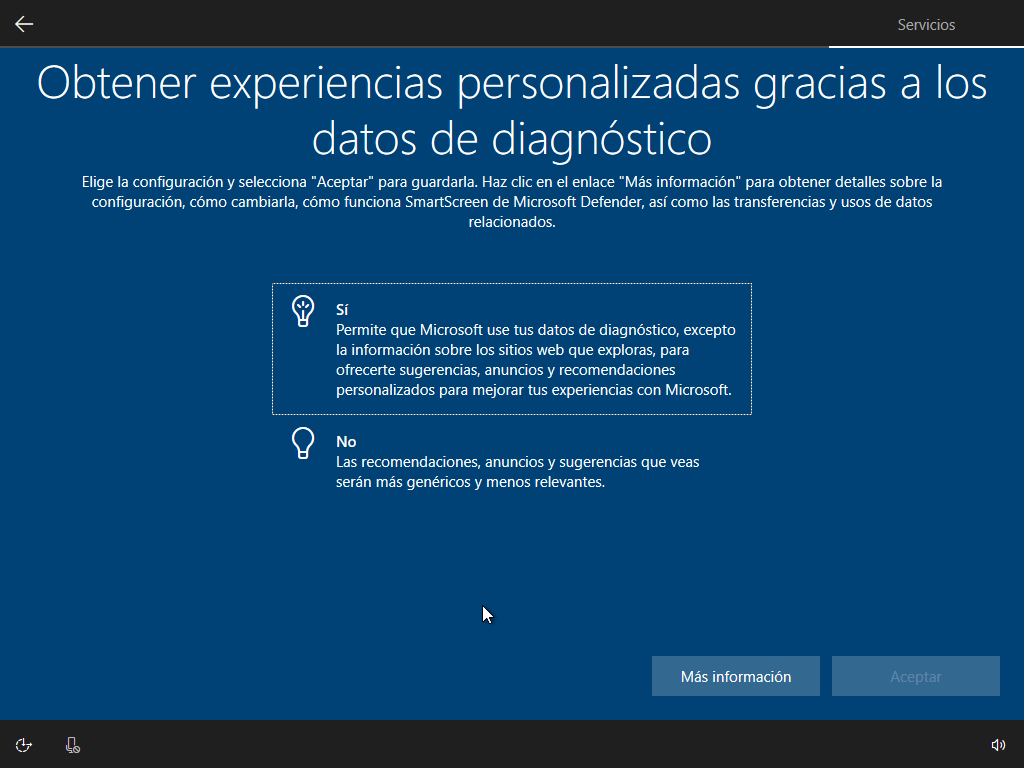 Servicios
Obtener experiencias personalizadas gracias a los
datos de diagnóstico
Elige la configuración y selecciona "Aceptar" para guardarla. Haz clic en el enlace "Más información" para obtener detalles sobre la
configuración, cómo cambiarla, cómo funciona SmartScreen de Microsoft Defender, así como las transferencias y usos de datos
relacionados.
Sí
Permite que Microsoft use tus datos de diagnóstico, excepto
la información sobre los sitios web que exploras, para
ofrecerte sugerencias, anuncios y recomendaciones
personalizados para mejorar tus experiencias con Microsoft.
No
Las recomendaciones, anuncios y sugerencias que veas
serán más genéricos y menos relevantes.
Más información
Aceptar